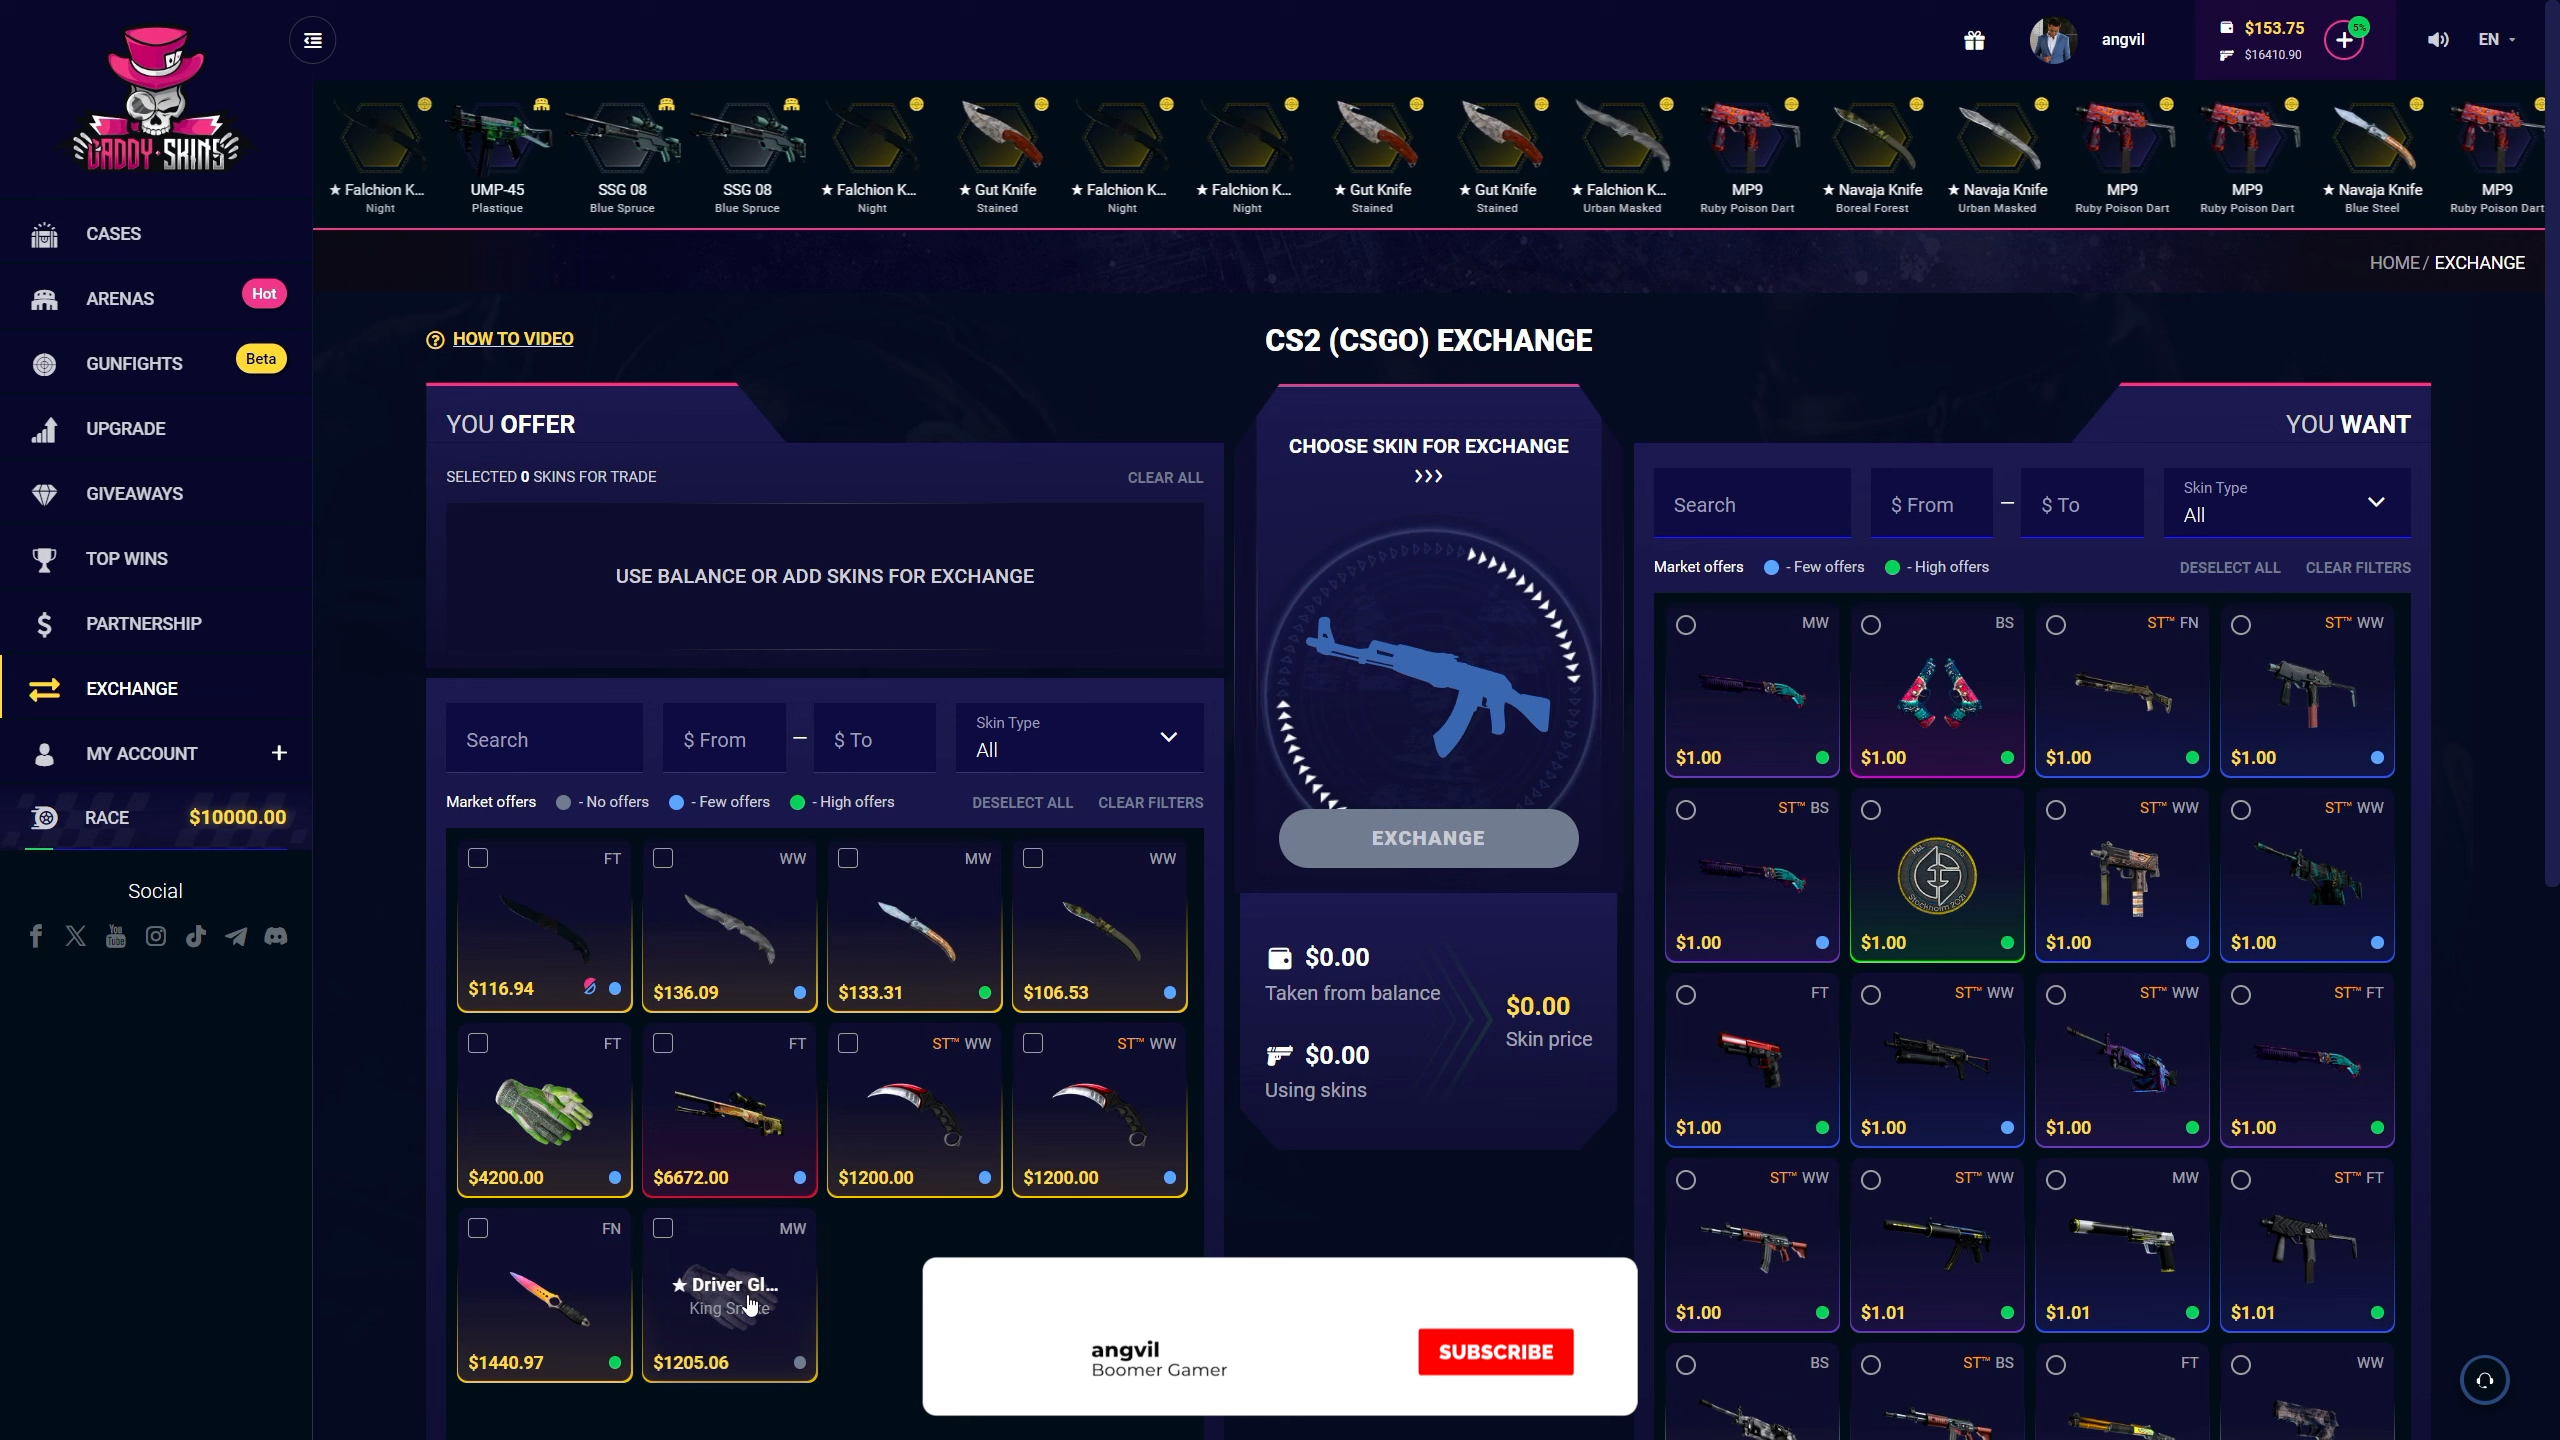 DADDY SKINS
angvil
$153.75
5%
$16410.90
EN
★ Falchion K...
Night
UMP-45
Plastique
SSG 08
Blue Spruce
SSG 08
Blue Spruce
★ Falchion K...
Night
★ Gut Knife
Stained
★ Falchion K...
Night
★ Falchion K...
Night
★ Gut Knife
Stained
★ Gut Knife
Stained
★ Falchion K...
Urban Masked
MP9
Ruby Poison Dart
★ Navaja Knife
Boreal Forest
★ Navaja Knife
Urban Masked
MP9
Ruby Poison Dart
MP9
Ruby Poison Dart
★ Navaja Knife
Blue Steel
MP9
Ruby Poison Dart
CASES
ARENAS
Hot
GUNFIGHTS
Beta
UPGRADE
GIVEAWAYS
TOP WINS
PARTNERSHIP
EXCHANGE
MY ACCOUNT +
RACE $10000.00
Social
You Tube
HOME / EXCHANGE
HOW TO VIDEO
CS2 (CSGO) EXCHANGE
YOU OFFER
SELECTED 0 SKINS FOR TRADE
CLEAR ALL
USE BALANCE OR ADD SKINS FOR EXCHANGE
Search
$ From
–
$ To
Skin Type
All
Market offers - No offers - Few offers - High offers
DESELECT ALL
CLEAR FILTERS
FT
$116.94
WW
$136.09
MW
$133.31
WW
$106.53
FT
$4200.00
FT
$6672.00
ST™ WW
$1200.00
ST™ WW
$1200.00
FN
$1440.97
MW
★ Driver Gl...
King Snake
$1205.06
CHOOSE SKIN FOR EXCHANGE
>>>
EXCHANGE
$0.00
Taken from balance
$0.00
Using skins
$0.00
Skin price
YOU WANT
Search
$ From
–
$ To
Skin Type
All
Market offers - Few offers - High offers
DESELECT ALL
CLEAR FILTERS
MW
$1.00
BS
$1.00
ST™ FN
$1.00
ST™ WW
$1.00
ST™ BS
$1.00
Stockholm 2021
$1.00
ST™ WW
$1.00
ST™ WW
$1.00
FT
$1.00
ST™ WW
$1.00
ST™ WW
$1.00
ST™ FT
$1.00
ST™ WW
$1.00
ST™ WW
$1.01
MW
$1.01
ST™ FT
$1.01
BS
ST™ BS
FT
WW
angvil
Boomer Gamer
SUBSCRIBE